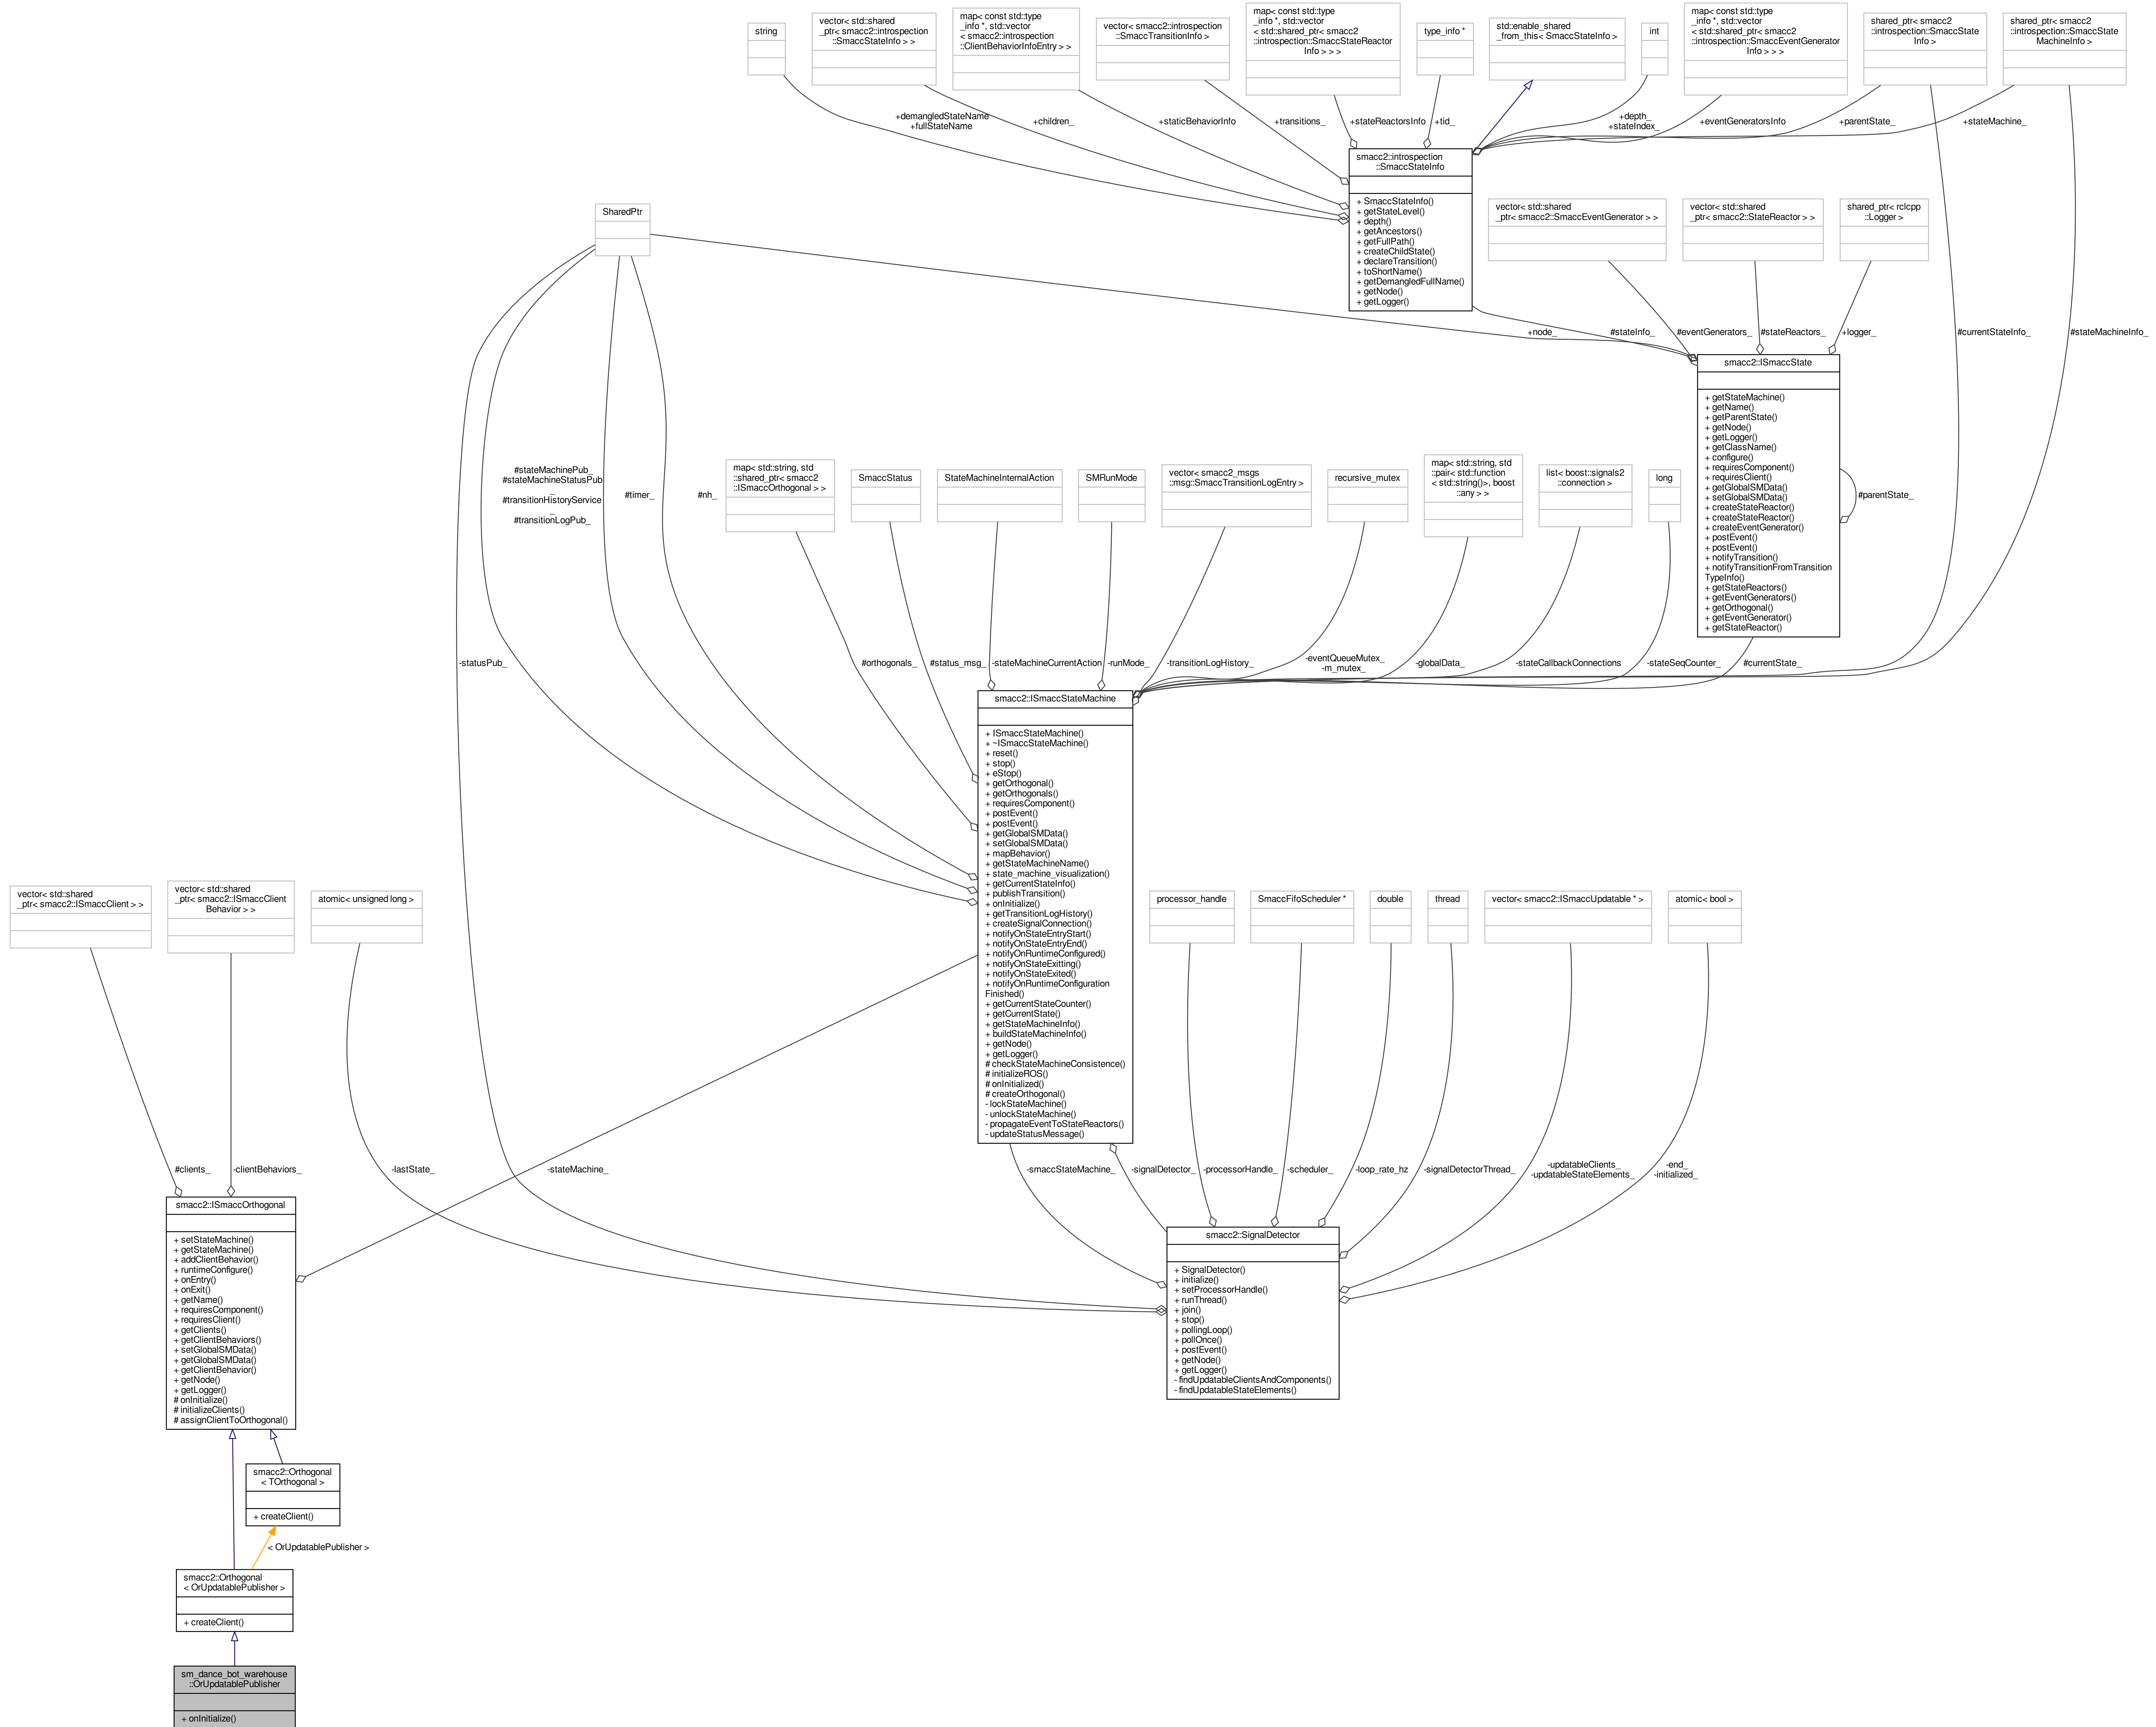 string
vector< std::shared
_ptr< smacc2::introspection
::SmaccStateInfo > >
map< const std::type
_info *, std::vector
< smacc2::introspection
::ClientBehaviorInfoEntry > >
vector< smacc2::introspection
::SmaccTransitionInfo >
map< const std::type
_info *, std::vector
< std::shared_ptr< smacc2
::introspection::SmaccStateReactor
Info > > >
type_info *
std::enable_shared
_from_this< SmaccStateInfo >
int
map< const std::type
_info *, std::vector
< std::shared_ptr< smacc2
::introspection::SmaccEventGenerator
Info > > >
shared_ptr< smacc2
::introspection::SmaccState
Info >
shared_ptr< smacc2
::introspection::SmaccState
MachineInfo >
+demangledStateName
+fullStateName
+children_
+staticBehaviorInfo
+transitions_
+stateReactorsInfo
+tid_
+depth_
+stateIndex_
+eventGeneratorsInfo
+parentState_
+stateMachine_
smacc2::introspection
::SmaccStateInfo
+ SmaccStateInfo()
+ getStateLevel()
+ depth()
+ getAncestors()
+ getFullPath()
+ createChildState()
+ declareTransition()
+ toShortName()
+ getDemangledFullName()
+ getNode()
+ getLogger()
SharedPtr
vector< std::shared
_ptr< smacc2::SmaccEventGenerator > >
vector< std::shared
_ptr< smacc2::StateReactor > >
shared_ptr< rclcpp
::Logger >
+node_
#stateInfo_
#eventGenerators_
#stateReactors_
+logger_
#currentStateInfo_
#stateMachineInfo_
smacc2::ISmaccState
+ getStateMachine()
+ getName()
+ getParentState()
+ getNode()
+ getLogger()
+ getClassName()
+ configure()
+ requiresComponent()
+ requiresClient()
+ getGlobalSMData()
+ setGlobalSMData()
+ createStateReactor()
+ createStateReactor()
+ createEventGenerator()
+ postEvent()
+ postEvent()
+ notifyTransition()
+ notifyTransitionFromTransition
TypeInfo()
+ getStateReactors()
+ getEventGenerators()
+ getOrthogonal()
+ getEventGenerator()
+ getStateReactor()
#parentState_
#stateMachinePub_
#stateMachineStatusPub
_
#transitionHistoryService
_
#transitionLogPub_
#timer_
#nh_
map< std::string, std
::shared_ptr< smacc2
::ISmaccOrthogonal > >
SmaccStatus
StateMachineInternalAction
SMRunMode
vector< smacc2_msgs
::msg::SmaccTransitionLogEntry >
recursive_mutex
map< std::string, std
::pair< std::function
< std::string()>, boost
::any > >
list< boost::signals2
::connection >
long
-statusPub_
#orthogonals_
#status_msg_
-stateMachineCurrentAction
-runMode_
-transitionLogHistory_
-eventQueueMutex_
-m_mutex_
-globalData_
-stateCallbackConnections
-stateSeqCounter_
#currentState_
smacc2::ISmaccStateMachine
+ ISmaccStateMachine()
+ ~ISmaccStateMachine()
+ reset()
+ stop()
+ eStop()
+ getOrthogonal()
+ getOrthogonals()
+ requiresComponent()
+ postEvent()
+ postEvent()
+ getGlobalSMData()
+ setGlobalSMData()
+ mapBehavior()
+ getStateMachineName()
+ state_machine_visualization()
+ getCurrentStateInfo()
+ publishTransition()
+ onInitialize()
+ getTransitionLogHistory()
+ createSignalConnection()
+ notifyOnStateEntryStart()
+ notifyOnStateEntryEnd()
+ notifyOnRuntimeConfigured()
+ notifyOnStateExitting()
+ notifyOnStateExited()
+ notifyOnRuntimeConfiguration
Finished()
+ getCurrentStateCounter()
+ getCurrentState()
+ getStateMachineInfo()
+ buildStateMachineInfo()
+ getNode()
+ getLogger()
# checkStateMachineConsistence()
# initializeROS()
# onInitialized()
# createOrthogonal()
- lockStateMachine()
- unlockStateMachine()
- propagateEventToStateReactors()
- updateStatusMessage()
vector< std::shared
_ptr< smacc2::ISmaccClient > >
vector< std::shared
_ptr< smacc2::ISmaccClient
Behavior > >
atomic< unsigned long >
processor_handle
SmaccFifoScheduler *
double
thread
vector< smacc2::ISmaccUpdatable * >
atomic< bool >
#clients_
-clientBehaviors_
-lastState_
-stateMachine_
-smaccStateMachine_
-signalDetector_
-processorHandle_
-scheduler_
-loop_rate_hz
-signalDetectorThread_
-updatableClients_
-updatableStateElements_
-end_
-initialized_
smacc2::ISmaccOrthogonal
+ setStateMachine()
+ getStateMachine()
+ addClientBehavior()
+ runtimeConfigure()
+ onEntry()
+ onExit()
+ getName()
+ requiresComponent()
+ requiresClient()
+ getClients()
+ getClientBehaviors()
+ setGlobalSMData()
+ getGlobalSMData()
+ getClientBehavior()
+ getNode()
+ getLogger()
# onInitialize()
# initializeClients()
# assignClientToOrthogonal()
smacc2::SignalDetector
+ SignalDetector()
+ initialize()
+ setProcessorHandle()
+ runThread()
+ join()
+ stop()
+ pollingLoop()
+ pollOnce()
+ postEvent()
+ getNode()
+ getLogger()
- findUpdatableClientsAndComponents()
- findUpdatableStateElements()
smacc2::Orthogonal
< TOrthogonal >
+ createClient()
< OrUpdatablePublisher >
smacc2::Orthogonal
< OrUpdatablePublisher >
+ createClient()
sm_dance_bot_warehouse
::OrUpdatablePublisher
+ onInitialize()